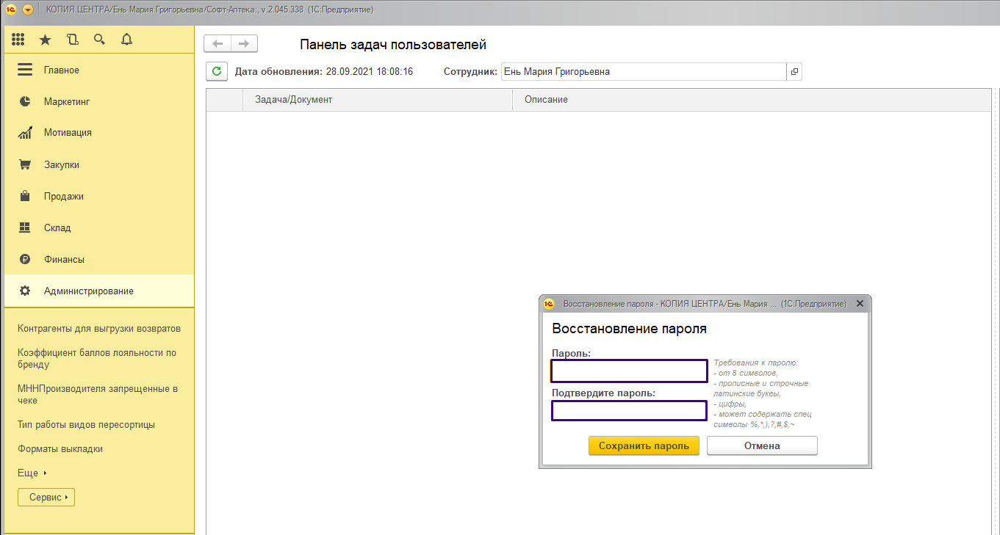 КОПИЯ ЦЕНТРА/Ень Мария Григорьевна/Софт-Аптека:, v.2.045.338 (1С:Предприятие)
Панель задач пользователей
Главное
Дата обновления: 28.09.2021 18:08:16 Сотрудник: Ень Мария Григорьевна
Маркетинг
Задача/Документ Описание
Мотивация
Закупки
Продажи
Склад
Финансы
Администрирование
Контрагенты для выгрузки возвратов
Коэффициент баллов лояльности по
бренду
МННПроизводителя запрещенные в
чеке
Тип работы видов пересортицы
Форматы выкладки
Еще
Сервис
Восстановление пароля - КОПИЯ ЦЕНТРА/Ень Мария ... (1С:Предприятие)
Восстановление пароля
Пароль:
Подтвердите пароль:
Требования к паролю:
- от 8 символов,
- прописные и строчные
латинские буквы,
- цифры,
- может содержать спец
символы %,*,),?,#,$,~
Сохранить пароль Отмена